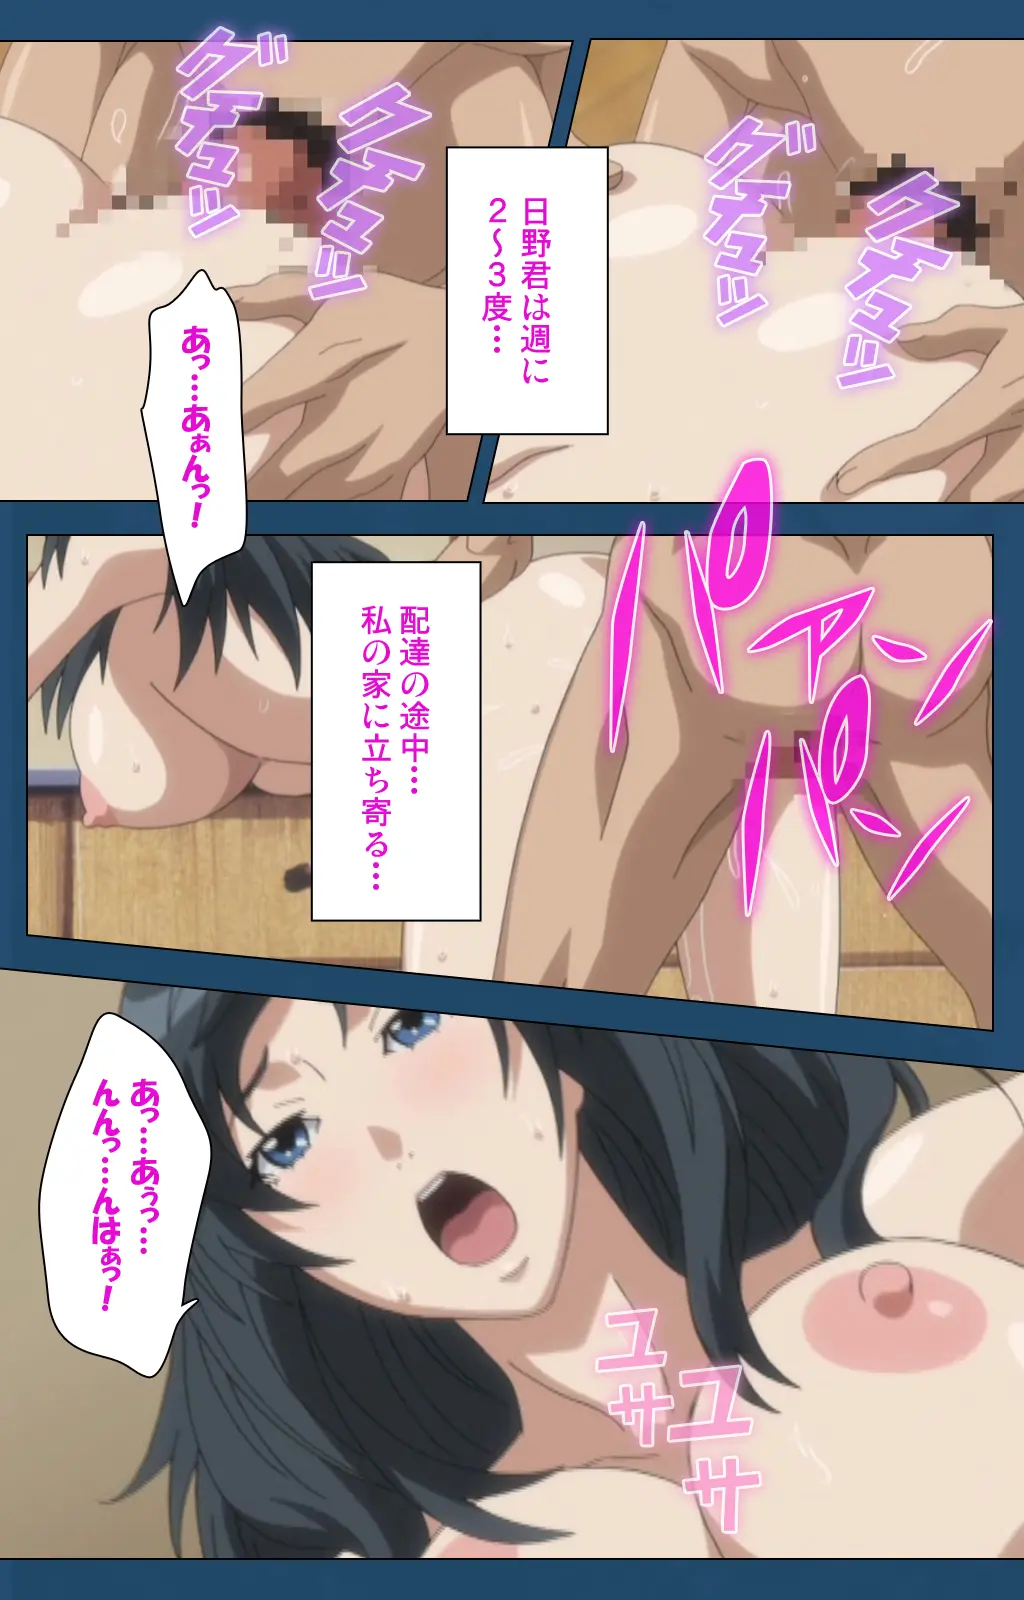 グチュッ
グチュッ
日野君は週に
２〜３度…
グチュッ
グチュッ
あっ…あぁんっ！
パァン
パン
配達の途中…
私の家に立ち寄る…
あっ…あぅっ…
んんっ…んはぁっ！
ユサ
ユサ